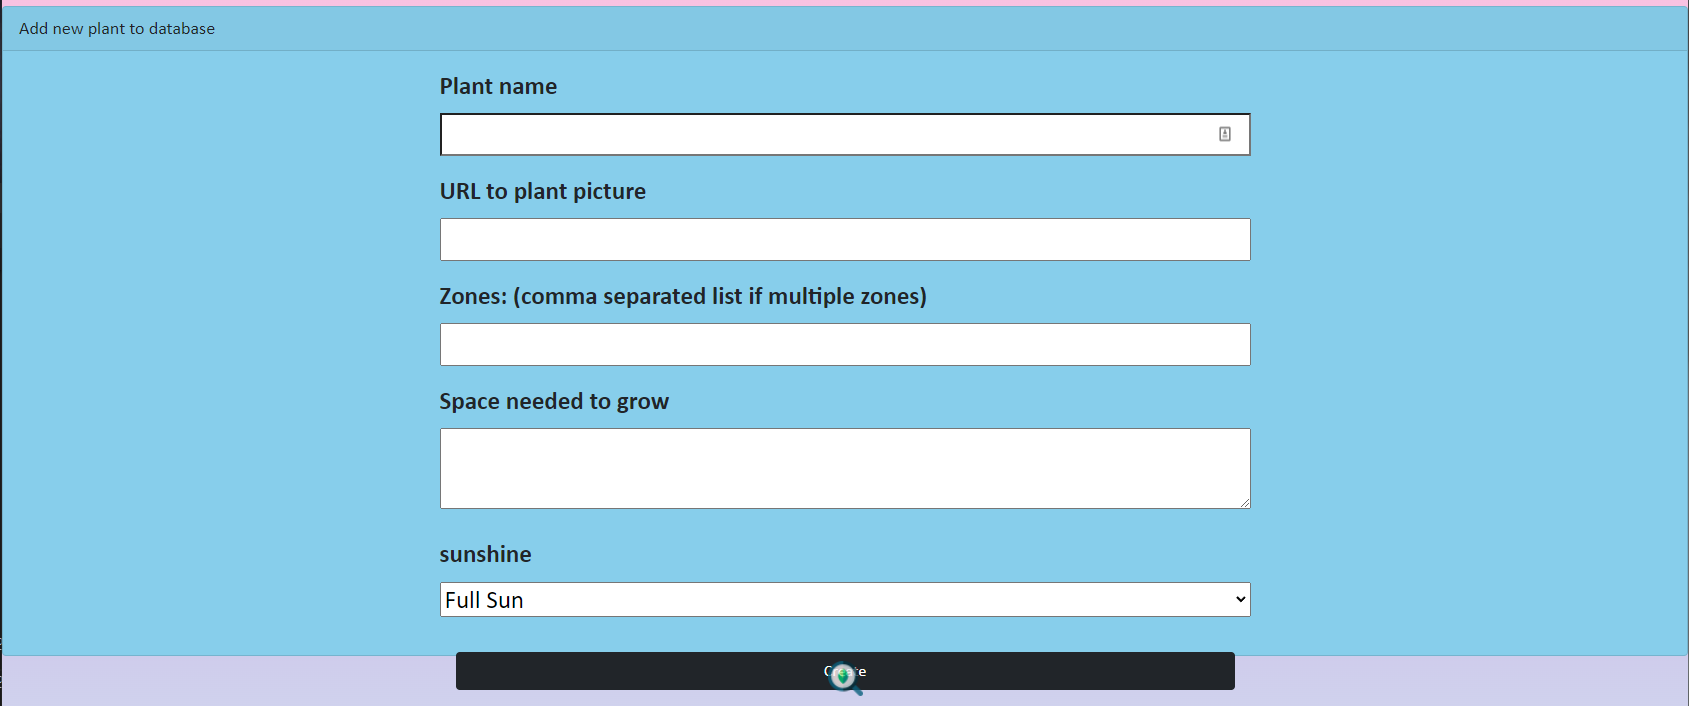 Add new plant to database
Plant name
URL to plant picture
Zones: (comma separated list if multiple zones)
Space needed to grow
sunshine
Full Sun
Create